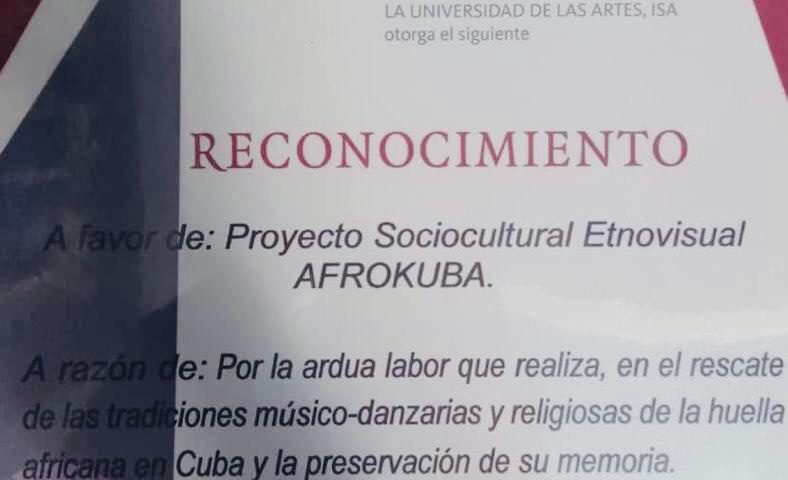 LA UNIVERSIDAD DE LAS ARTES, ISA
otorga el siguiente
RECONOCIMIENTO
A favor de: Proyecto Sociocultural Etnovisual
AFROKUBA.
A razón de: Por la ardua labor que realiza, en el rescate
de las tradiciones músico-danzarias y religiosas de la huella
africana en Cuba y la preservación de su memoria.